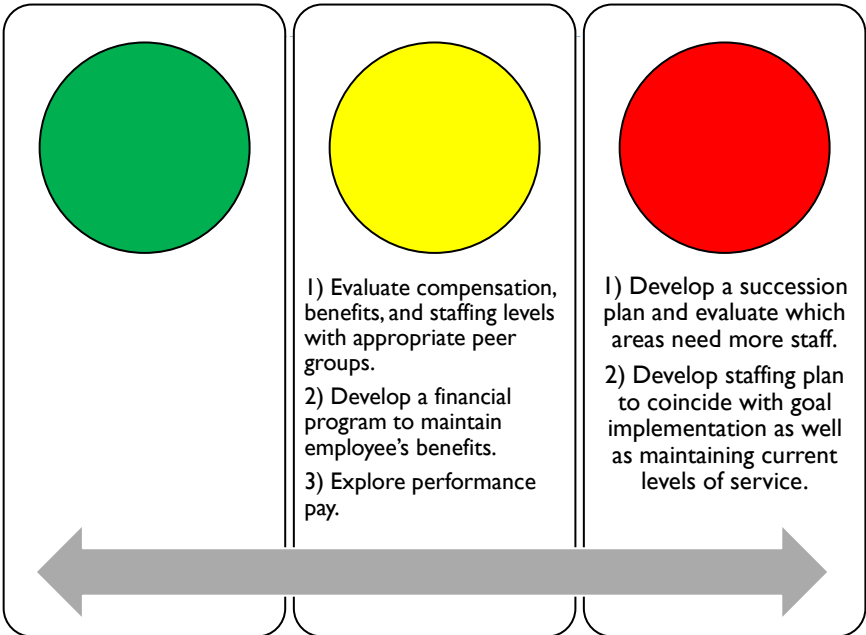 1) Evaluate compensation,
benefits, and staffing levels
with appropriate peer
groups.
2) Develop a financial
program to maintain
employee’s benefits.
3) Explore performance
pay.
1) Develop a succession
plan and evaluate which
areas need more staff.
2) Develop staffing plan
to coincide with goal
implementation as well
as maintaining current
levels of service.